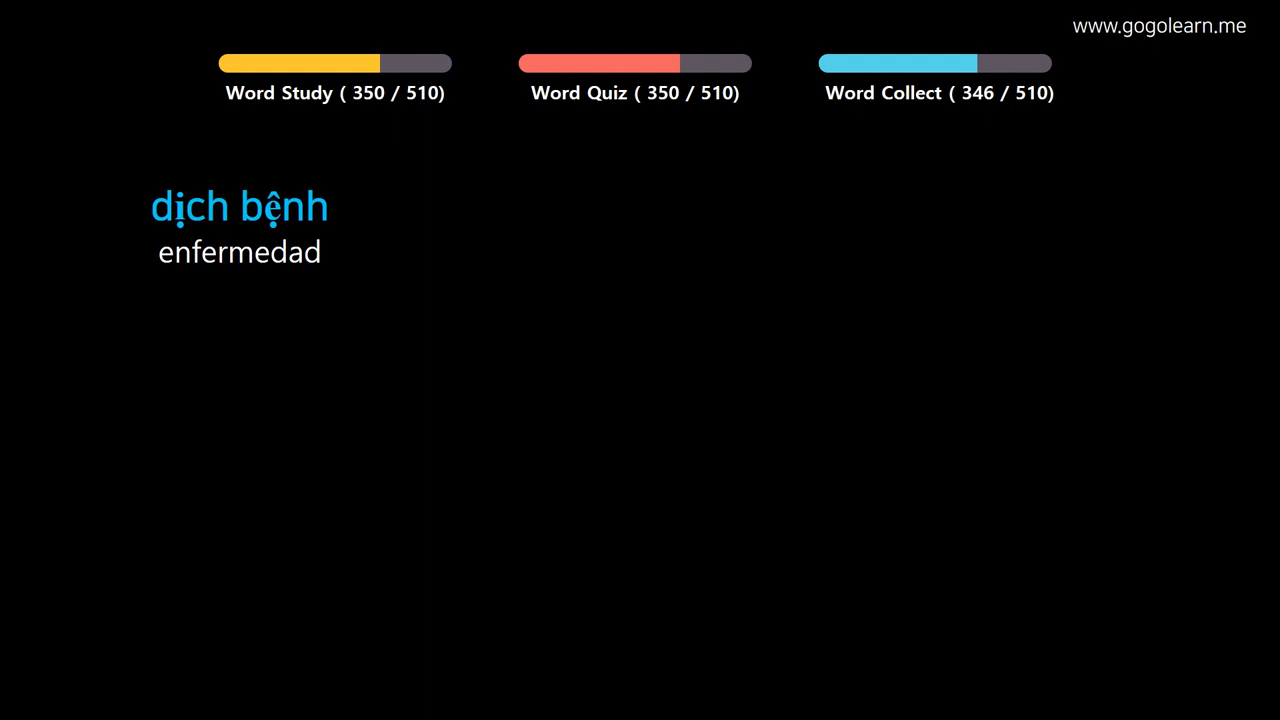 www.gogolearn.me
Word Study ( 350 / 510)
Word Quiz ( 350 / 510)
Word Collect ( 346 / 510)
dịch bệnh
enfermedad